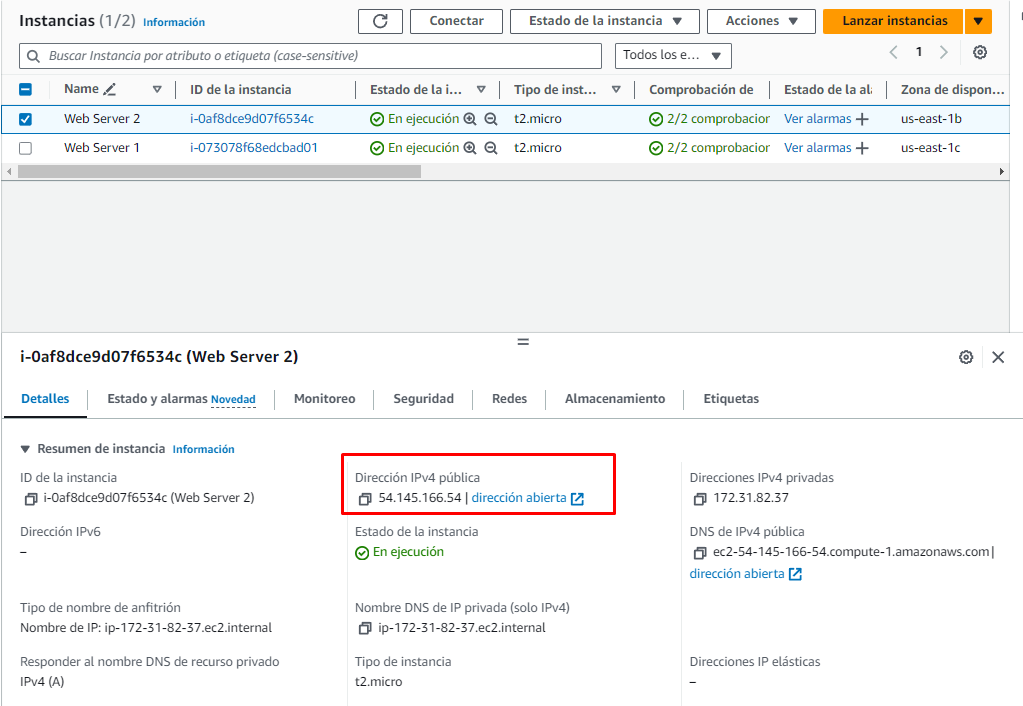 Instancias (1/2) Información
Conectar
Estado de la instancia
Acciones
Lanzar instancias
Buscar Instancia por atributo o etiqueta (case-sensitive)
Todos los e...
1
Name ID de la instancia Estado de la i... Tipo de inst... Comprobación de Estado de la al Zona de dispon...
Web Server 2 i-0af8dce9d07f6534c En ejecución t2.micro 2/2 comprobacior Ver alarmas us-east-1b
Web Server 1 i-073078f68edcbad01 En ejecución t2.micro 2/2 comprobacior Ver alarmas us-east-1c
i-0af8dce9d07f6534c (Web Server 2)
Detalles Estado y alarmas Novedad Monitoreo Seguridad Redes Almacenamiento Etiquetas
Resumen de instancia Información
ID de la instancia
i-0af8dce9d07f6534c (Web Server 2)
Dirección IPv4 pública
54.145.166.54 | dirección abierta
Direcciones IPv4 privadas
172.31.82.37
Dirección IPv6
–
Estado de la instancia
En ejecución
DNS de IPv4 pública
ec2-54-145-166-54.compute-1.amazonaws.com |
dirección abierta
Tipo de nombre de anfitrión
Nombre de IP: ip-172-31-82-37.ec2.internal
Nombre DNS de IP privada (solo IPv4)
ip-172-31-82-37.ec2.internal
Responder al nombre DNS de recurso privado
IPv4 (A)
Tipo de instancia
t2.micro
Direcciones IP elásticas
–